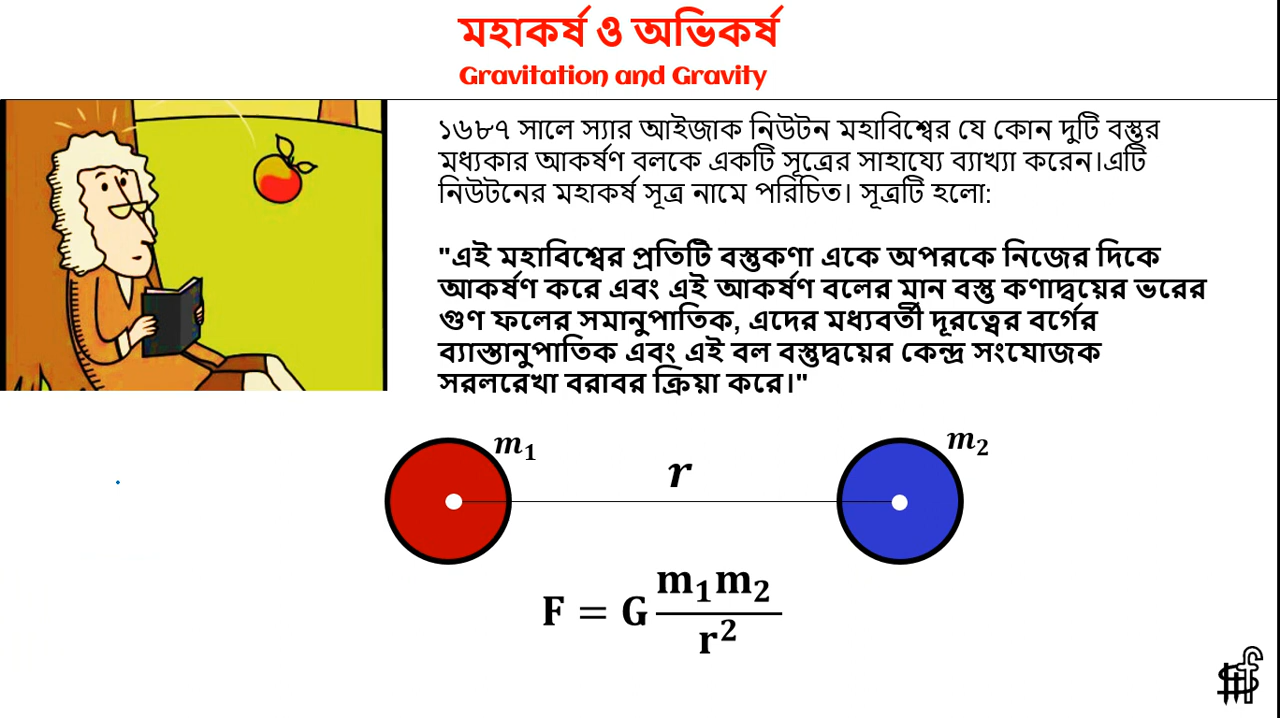 মহাকর্ষ ও অভিকর্ষ
Gravitation and Gravity
১৬৮৭ সালে স্যার আইজাক নিউটন মহাবিশ্বের যে কোন দুটি বস্তুর
মধ্যকার আকর্ষণ বলকে একটি সূত্রের সাহায্যে ব্যাখ্যা করেন।এটি
নিউটনের মহাকর্ষ সূত্র নামে পরিচিত। সূত্রটি হলো:
"এই মহাবিশ্বের প্রতিটি বস্তুকণা একে অপরকে নিজের দিকে
আকর্ষণ করে এবং এই আকর্ষণ বলের মান বস্তু কণাদ্বয়ের ভরের
গুণ ফলের সমানুপাতিক, এদের মধ্যবর্তী দূরত্বের বর্গের
ব্যাস্তানুপাতিক এবং এই বল বস্তুদ্বয়ের কেন্দ্র সংযোজক
সরলরেখা বরাবর ক্রিয়া করে।"
m₁ r m₂
F = G m₁m₂ / r²